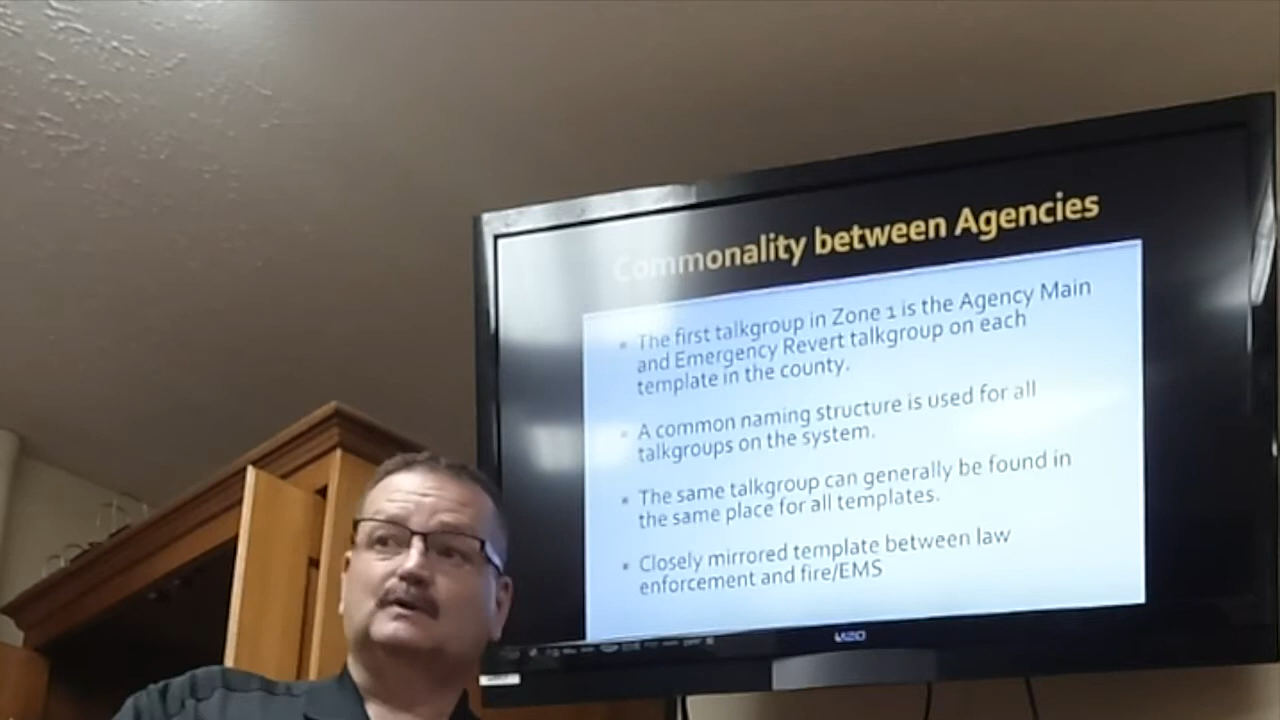 Commonality between Agencies
The first talkgroup in Zone 1 is the Agency Main
and Emergency Revert talkgroup on each
template in the county.
A common naming structure is used for all
talkgroups on the system.
The same talkgroup can generally be found in
the same place for all templates.
Closely mirrored template between law
enforcement and fire/EMS
VIZIO